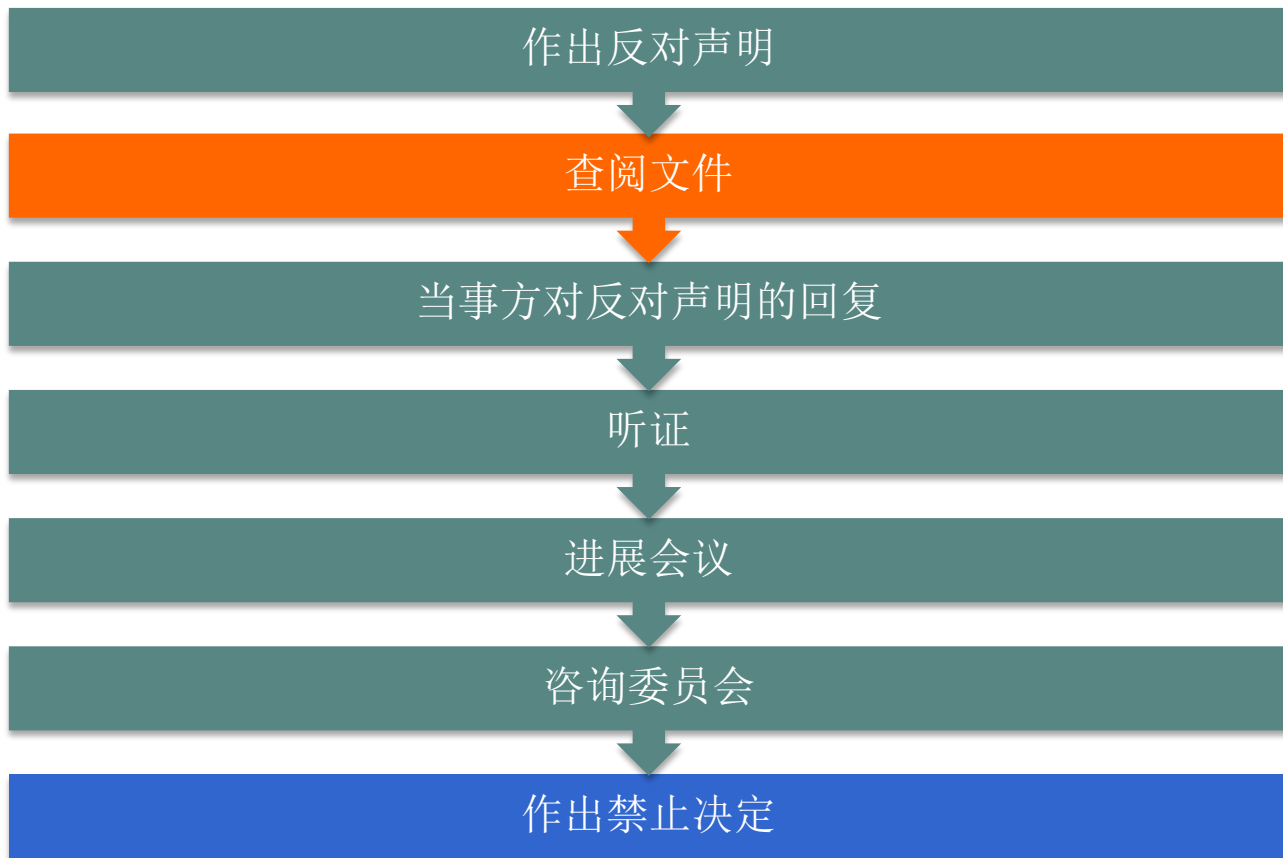 作出反对声明
查阅文件
当事方对反对声明的回复
听证
进展会议
咨询委员会
作出禁止决定